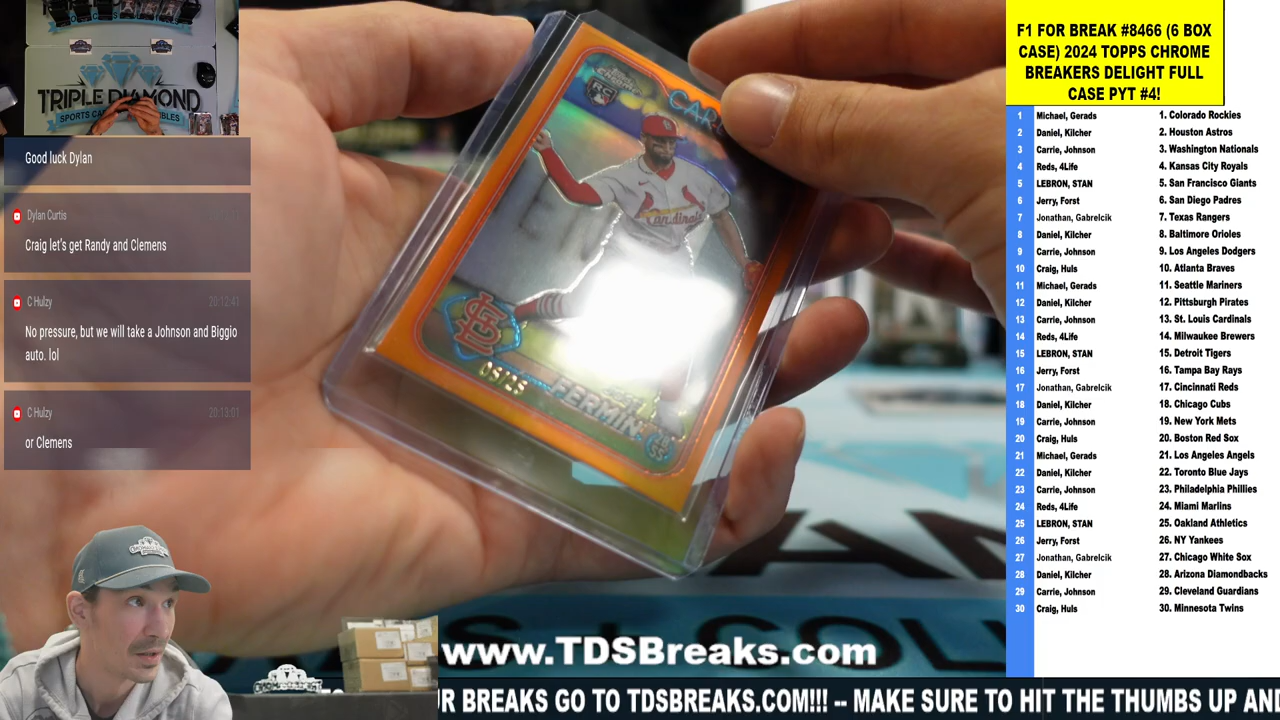 TRIPLE DIAMOND
Good luck Dylan
Dylan Curtis
Craig let's get Randy and Clemens
C Hulzy 20:12:41
No pressure, but we will take a Johnson and Biggio
auto. lol
C Hulzy 20:13:01
or Clemens
RC
CARD
Cardinals
FERMIN
SS
www.TDSBreaks.com
UR BREAKS GO TO TDSBREAKS.COM!!! -- MAKE SURE TO HIT THE THUMBS UP AND
F1 FOR BREAK #8466 (6 BOX
CASE) 2024 TOPPS CHROME
BREAKERS DELIGHT FULL
CASE PYT #4!
1 Michael, Gerads 1. Colorado Rockies
2 Daniel, Kilcher 2. Houston Astros
3 Carrie, Johnson 3. Washington Nationals
4 Reds, 4Life 4. Kansas City Royals
5 LEBRON, STAN 5. San Francisco Giants
6 Jerry, Forst 6. San Diego Padres
7 Jonathan, Gabrelcik 7. Texas Rangers
8 Daniel, Kilcher 8. Baltimore Orioles
9 Carrie, Johnson 9. Los Angeles Dodgers
10 Craig, Huls 10. Atlanta Braves
11 Michael, Gerads 11. Seattle Mariners
12 Daniel, Kilcher 12. Pittsburgh Pirates
13 Carrie, Johnson 13. St. Louis Cardinals
14 Reds, 4Life 14. Milwaukee Brewers
15 LEBRON, STAN 15. Detroit Tigers
16 Jerry, Forst 16. Tampa Bay Rays
17 Jonathan, Gabrelcik 17. Cincinnati Reds
18 Daniel, Kilcher 18. Chicago Cubs
19 Carrie, Johnson 19. New York Mets
20 Craig, Huls 20. Boston Red Sox
21 Michael, Gerads 21. Los Angeles Angels
22 Daniel, Kilcher 22. Toronto Blue Jays
23 Carrie, Johnson 23. Philadelphia Phillies
24 Reds, 4Life 24. Miami Marlins
25 LEBRON, STAN 25. Oakland Athletics
26 Jerry, Forst 26. NY Yankees
27 Jonathan, Gabrelcik 27. Chicago White Sox
28 Daniel, Kilcher 28. Arizona Diamondbacks
29 Carrie, Johnson 29. Cleveland Guardians
30 Craig, Huls 30. Minnesota Twins